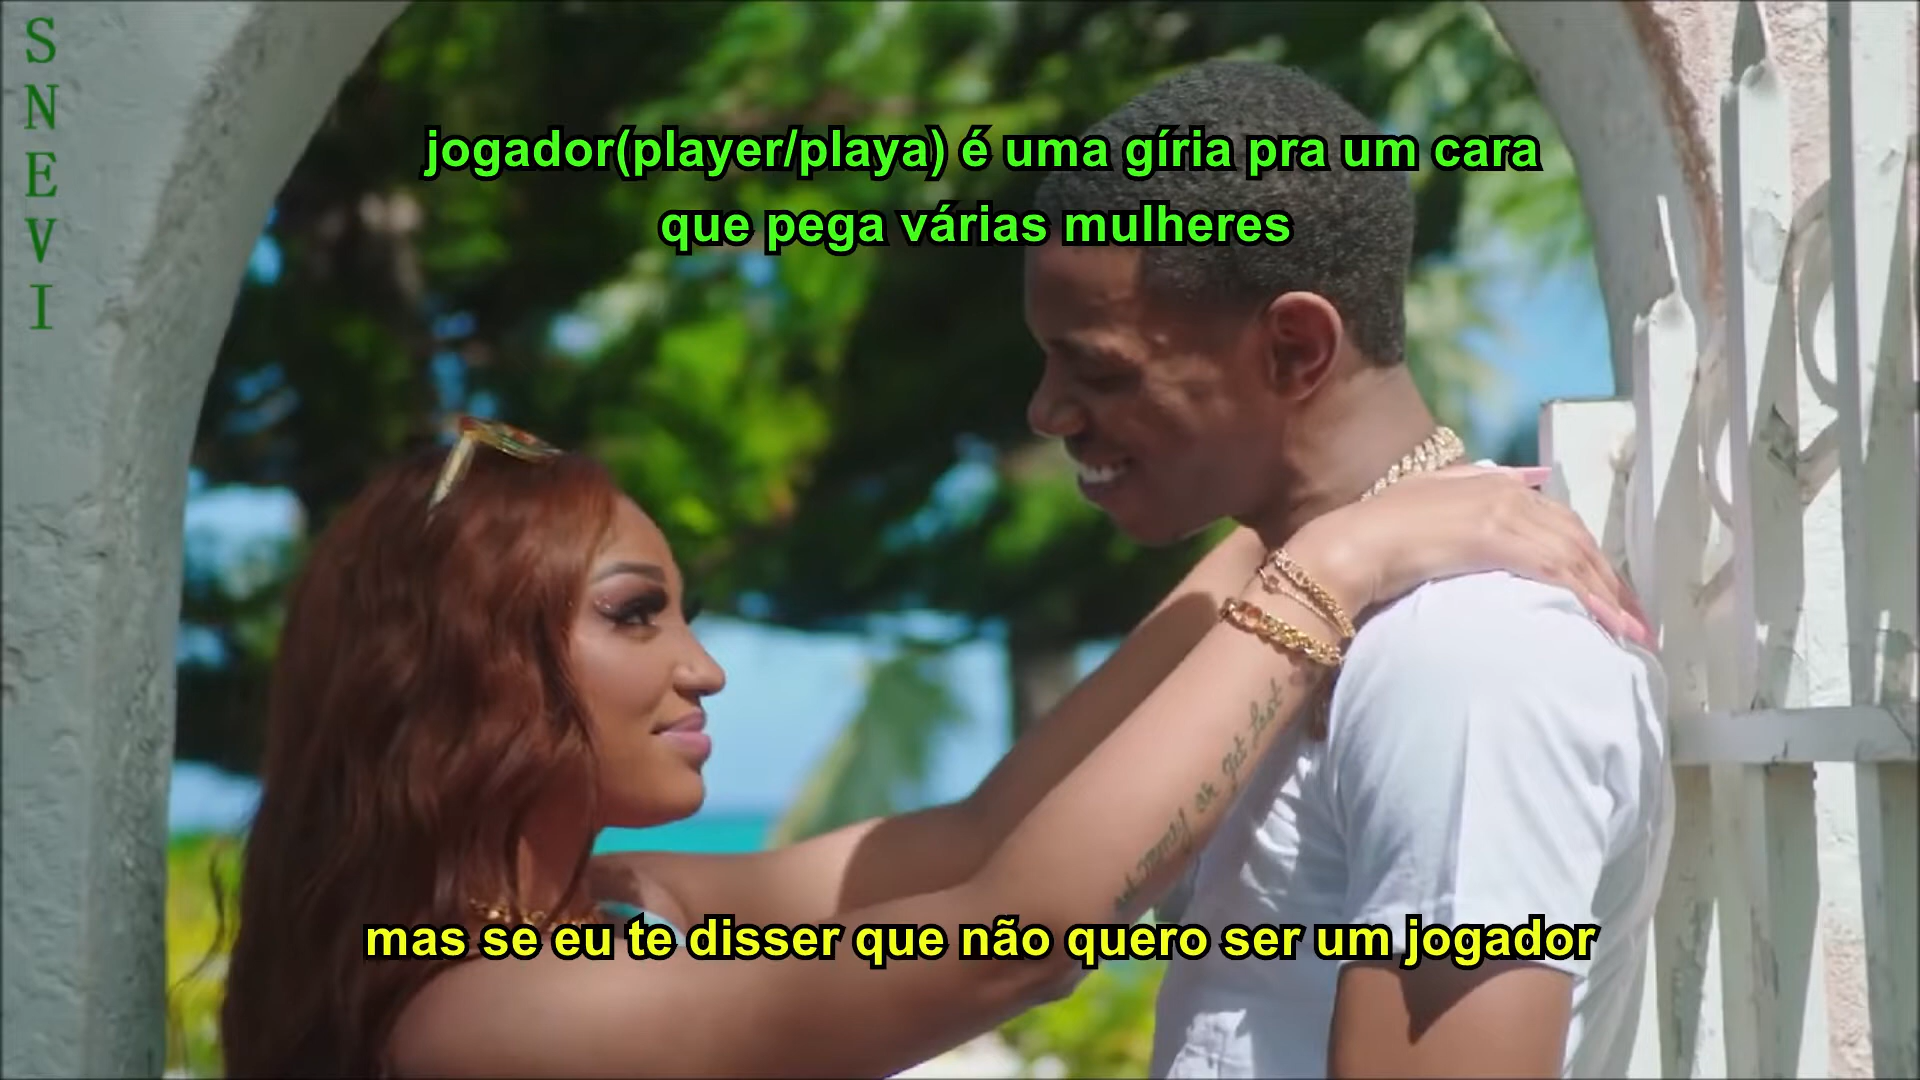 SNEVI
jogador(player/playa) é uma gíria pra um cara
que pega várias mulheres
mas se eu te disser que não quero ser um jogador